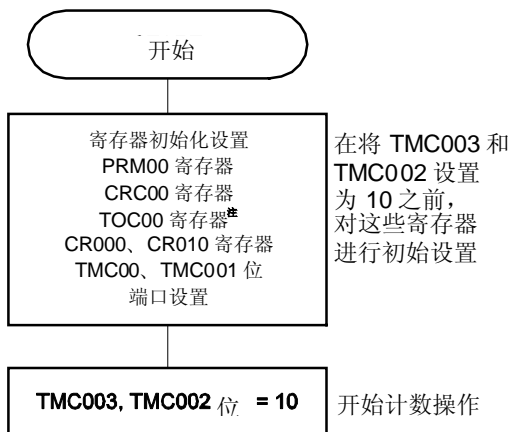 开始
寄存器初始化设置
PRM00 寄存器
CRC00 寄存器
TOC00 寄存器注
CR000、CR010 寄存器
TMC00、TMC001 位
端口设置
在将 TMC003 和
TMC002 设置
为 10 之前，
对这些寄存器
进行初始设置
TMC003, TMC002 位 = 10
开始计数操作